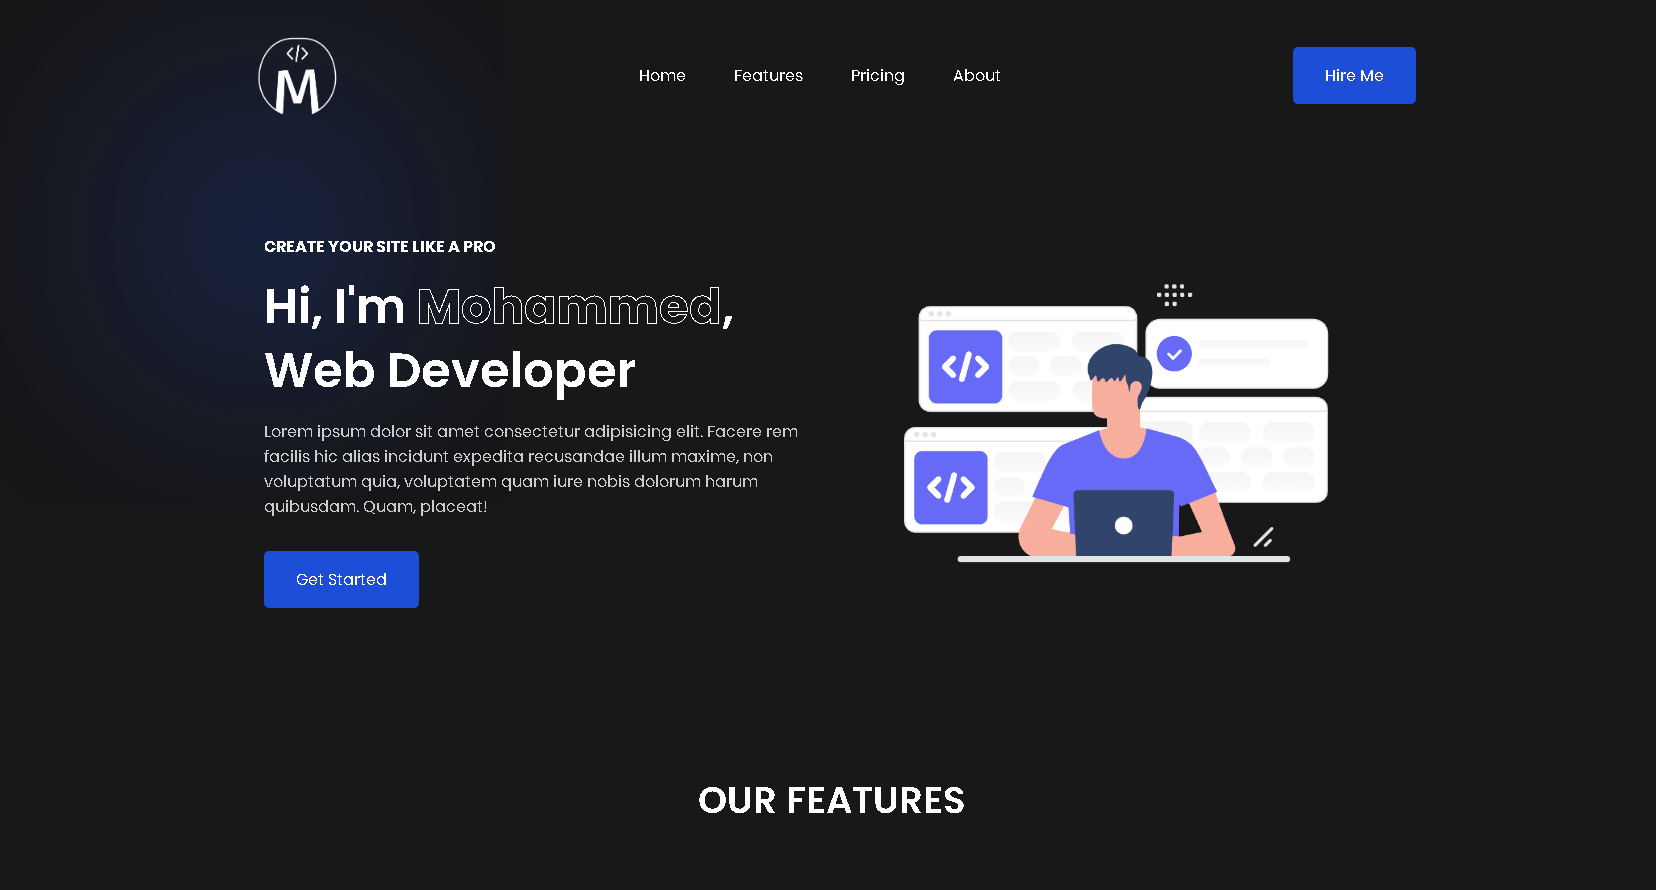 </>
M
Home Features Pricing About
Hire Me
CREATE YOUR SITE LIKE A PRO
Hi, I'm Mohammed,
Web Developer
Lorem ipsum dolor sit amet consectetur adipisicing elit. Facere rem
facilis hic alias incidunt expedita recusandae illum maxime, non
voluptatum quia, voluptatem quam iure nobis dolorum harum
quibusdam. Quam, placeat!
Get Started
</>
</>
OUR FEATURES